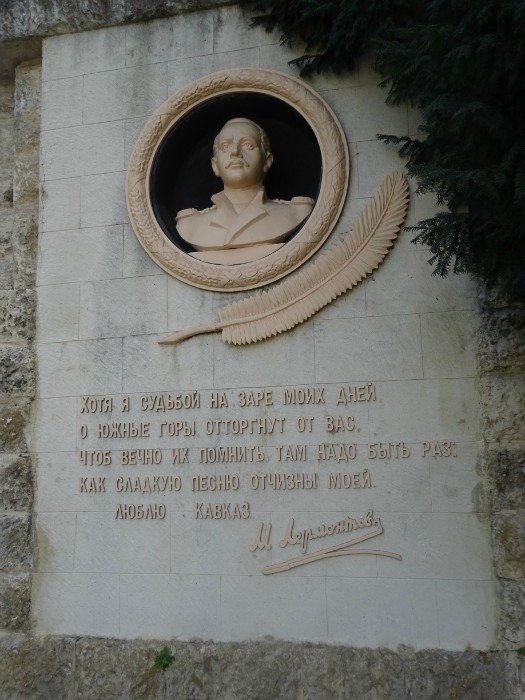 Хотя я судьбой на заре моих дней
О южные горы отторгнут от вас.
Чтоб вечно их помнить, там надо быть раз:
Как сладкую песню отчизны моей.
Люблю я Кавказ
М Лермонтов